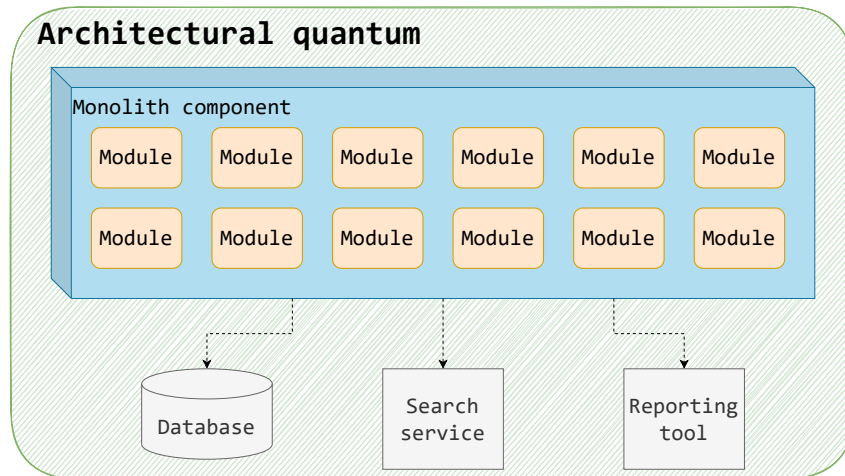 Architectural quantum
Monolith component
Module Module Module Module Module Module
Module Module Module Module Module Module
Database
Search
service
Reporting
tool